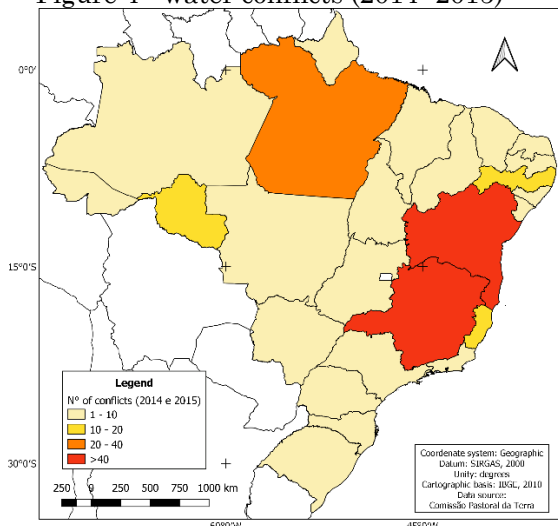 Figure 4 - water conflicts (2014-2015)
0°0'
15°0'S
30°0'S
Legend
N° of conflicts (2014 e 2015)
1 - 10
10 - 20
20 - 40
>40
250 0 250 500 750 1000 km
Coordenate system: Geographic
Datum: SIRGAS, 2000
Unity: degrees
Cartographic basis: IBGE, 2010
Data source:
Comissão Pastoral da Terra